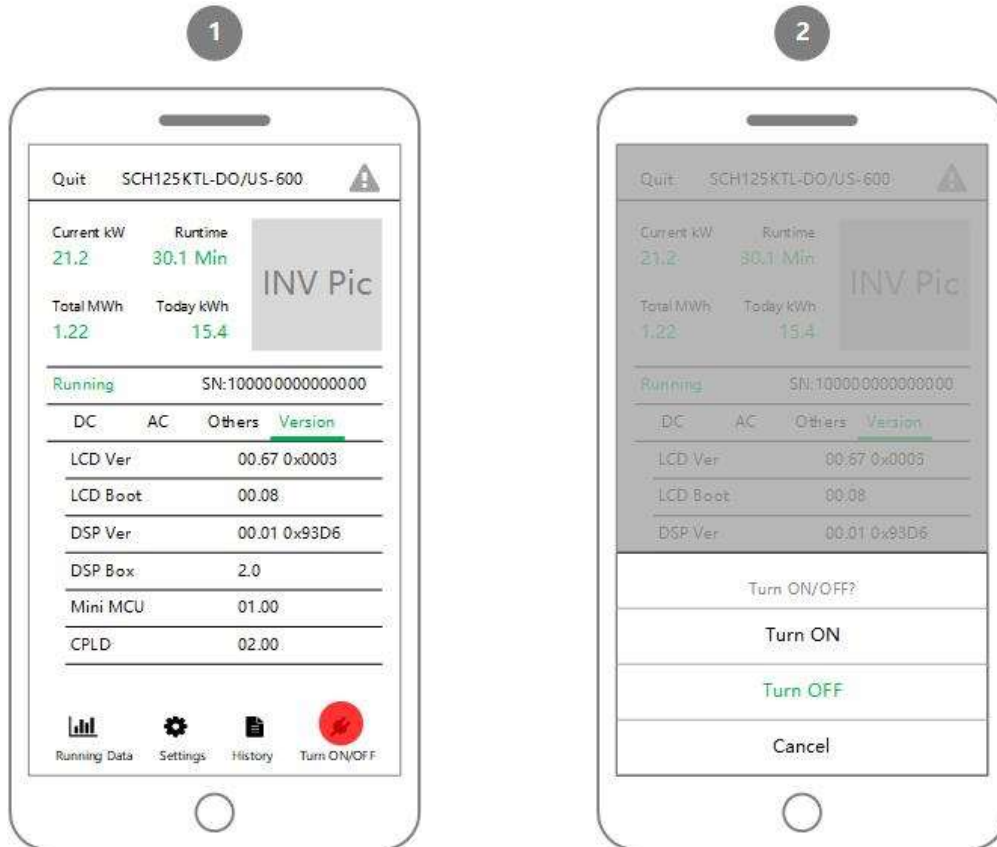 1
Quit SCH125KTL-DO/US-600
Current kW Runtime
21.2 30.1 Min
INV Pic
Total MWh Today kWh
1.22 15.4
Running SN:100000000000000
DC AC Others Version
LCD Ver 00.67 0x0003
LCD Boot 00.08
DSP Ver 00.01 0x93D6
DSP Box 2.0
Mini MCU 01.00
CPLD 02.00
Running Data Settings History Turn ON/OFF
2
Quit SCH125KTL-DO/US-600
Current kW Runtime
21.2 30.1 Min
INV Pic
Total MWh Today kWh
1.22 15.4
Running SN:100000000000000
DC AC Others Version
LCD Ver 00.67 0x0003
LCD Boot 00.08
DSP Ver 00.01 0x93D6
Turn ON/OFF?
Turn ON
Turn OFF
Cancel